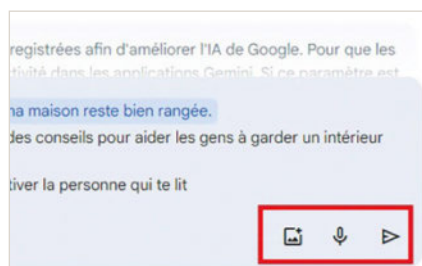 registrées afin d'améliorer l'IA de Google. Pour que les
ctivité dans les applications Gemini. Si ce paramètre est
na maison reste bien rangée.
des conseils pour aider les gens à garder un intérieur
tiver la personne qui te lit